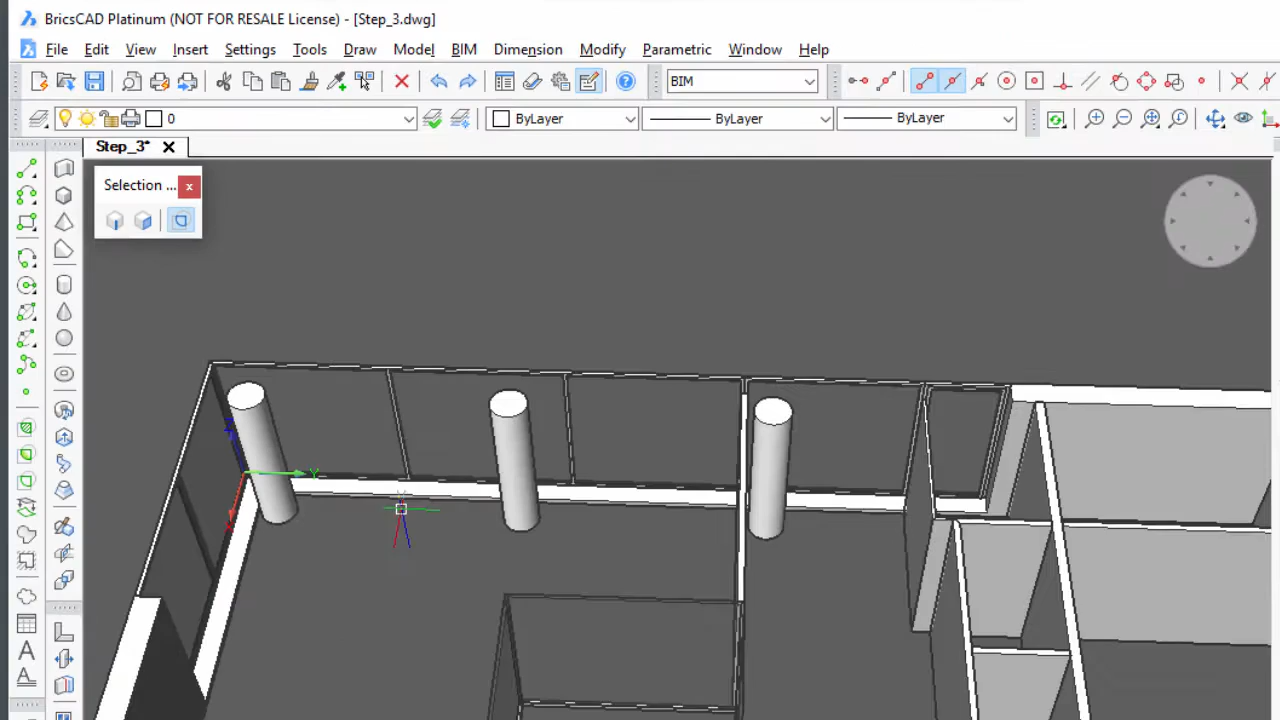 BricsCAD Platinum (NOT FOR RESALE License) - [Step_3.dwg]
File Edit View Insert Settings Tools Draw Model BIM Dimension Modify Parametric Window Help
BIM
0 ByLayer ByLayer ByLayer
Step_3*
Selection ...
Y
X
A
A